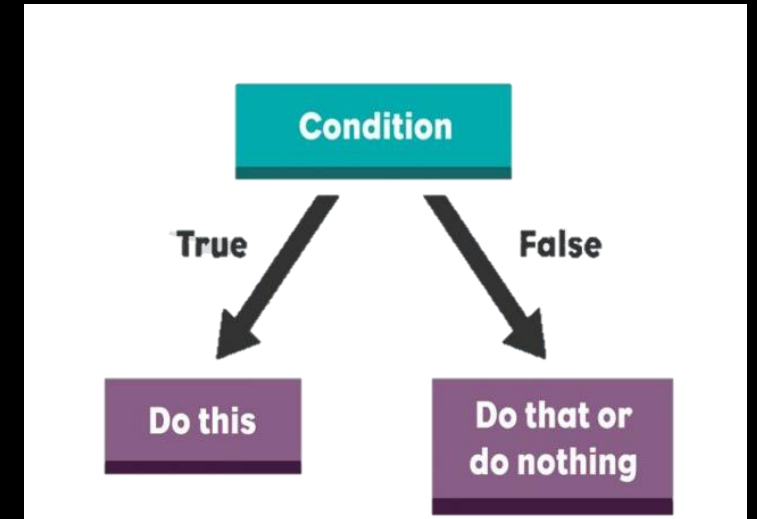 Condition
True
False
Do this
Do that or
do nothing